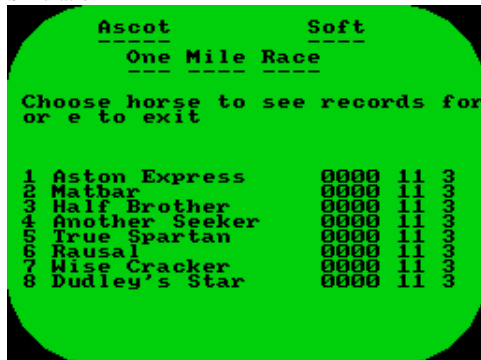 Ascot Soft
One Mile Race
Choose horse to see records for
or e to exit
1 Aston Express 0000 11 3
2 Matbar 0000 11 3
3 Half Brother 0000 11 3
4 Another Seeker 0000 11 3
5 True Spartan 0000 11 3
6 Rausal 0000 11 3
7 Wise Cracker 0000 11 3
8 Dudley's Star 0000 11 3